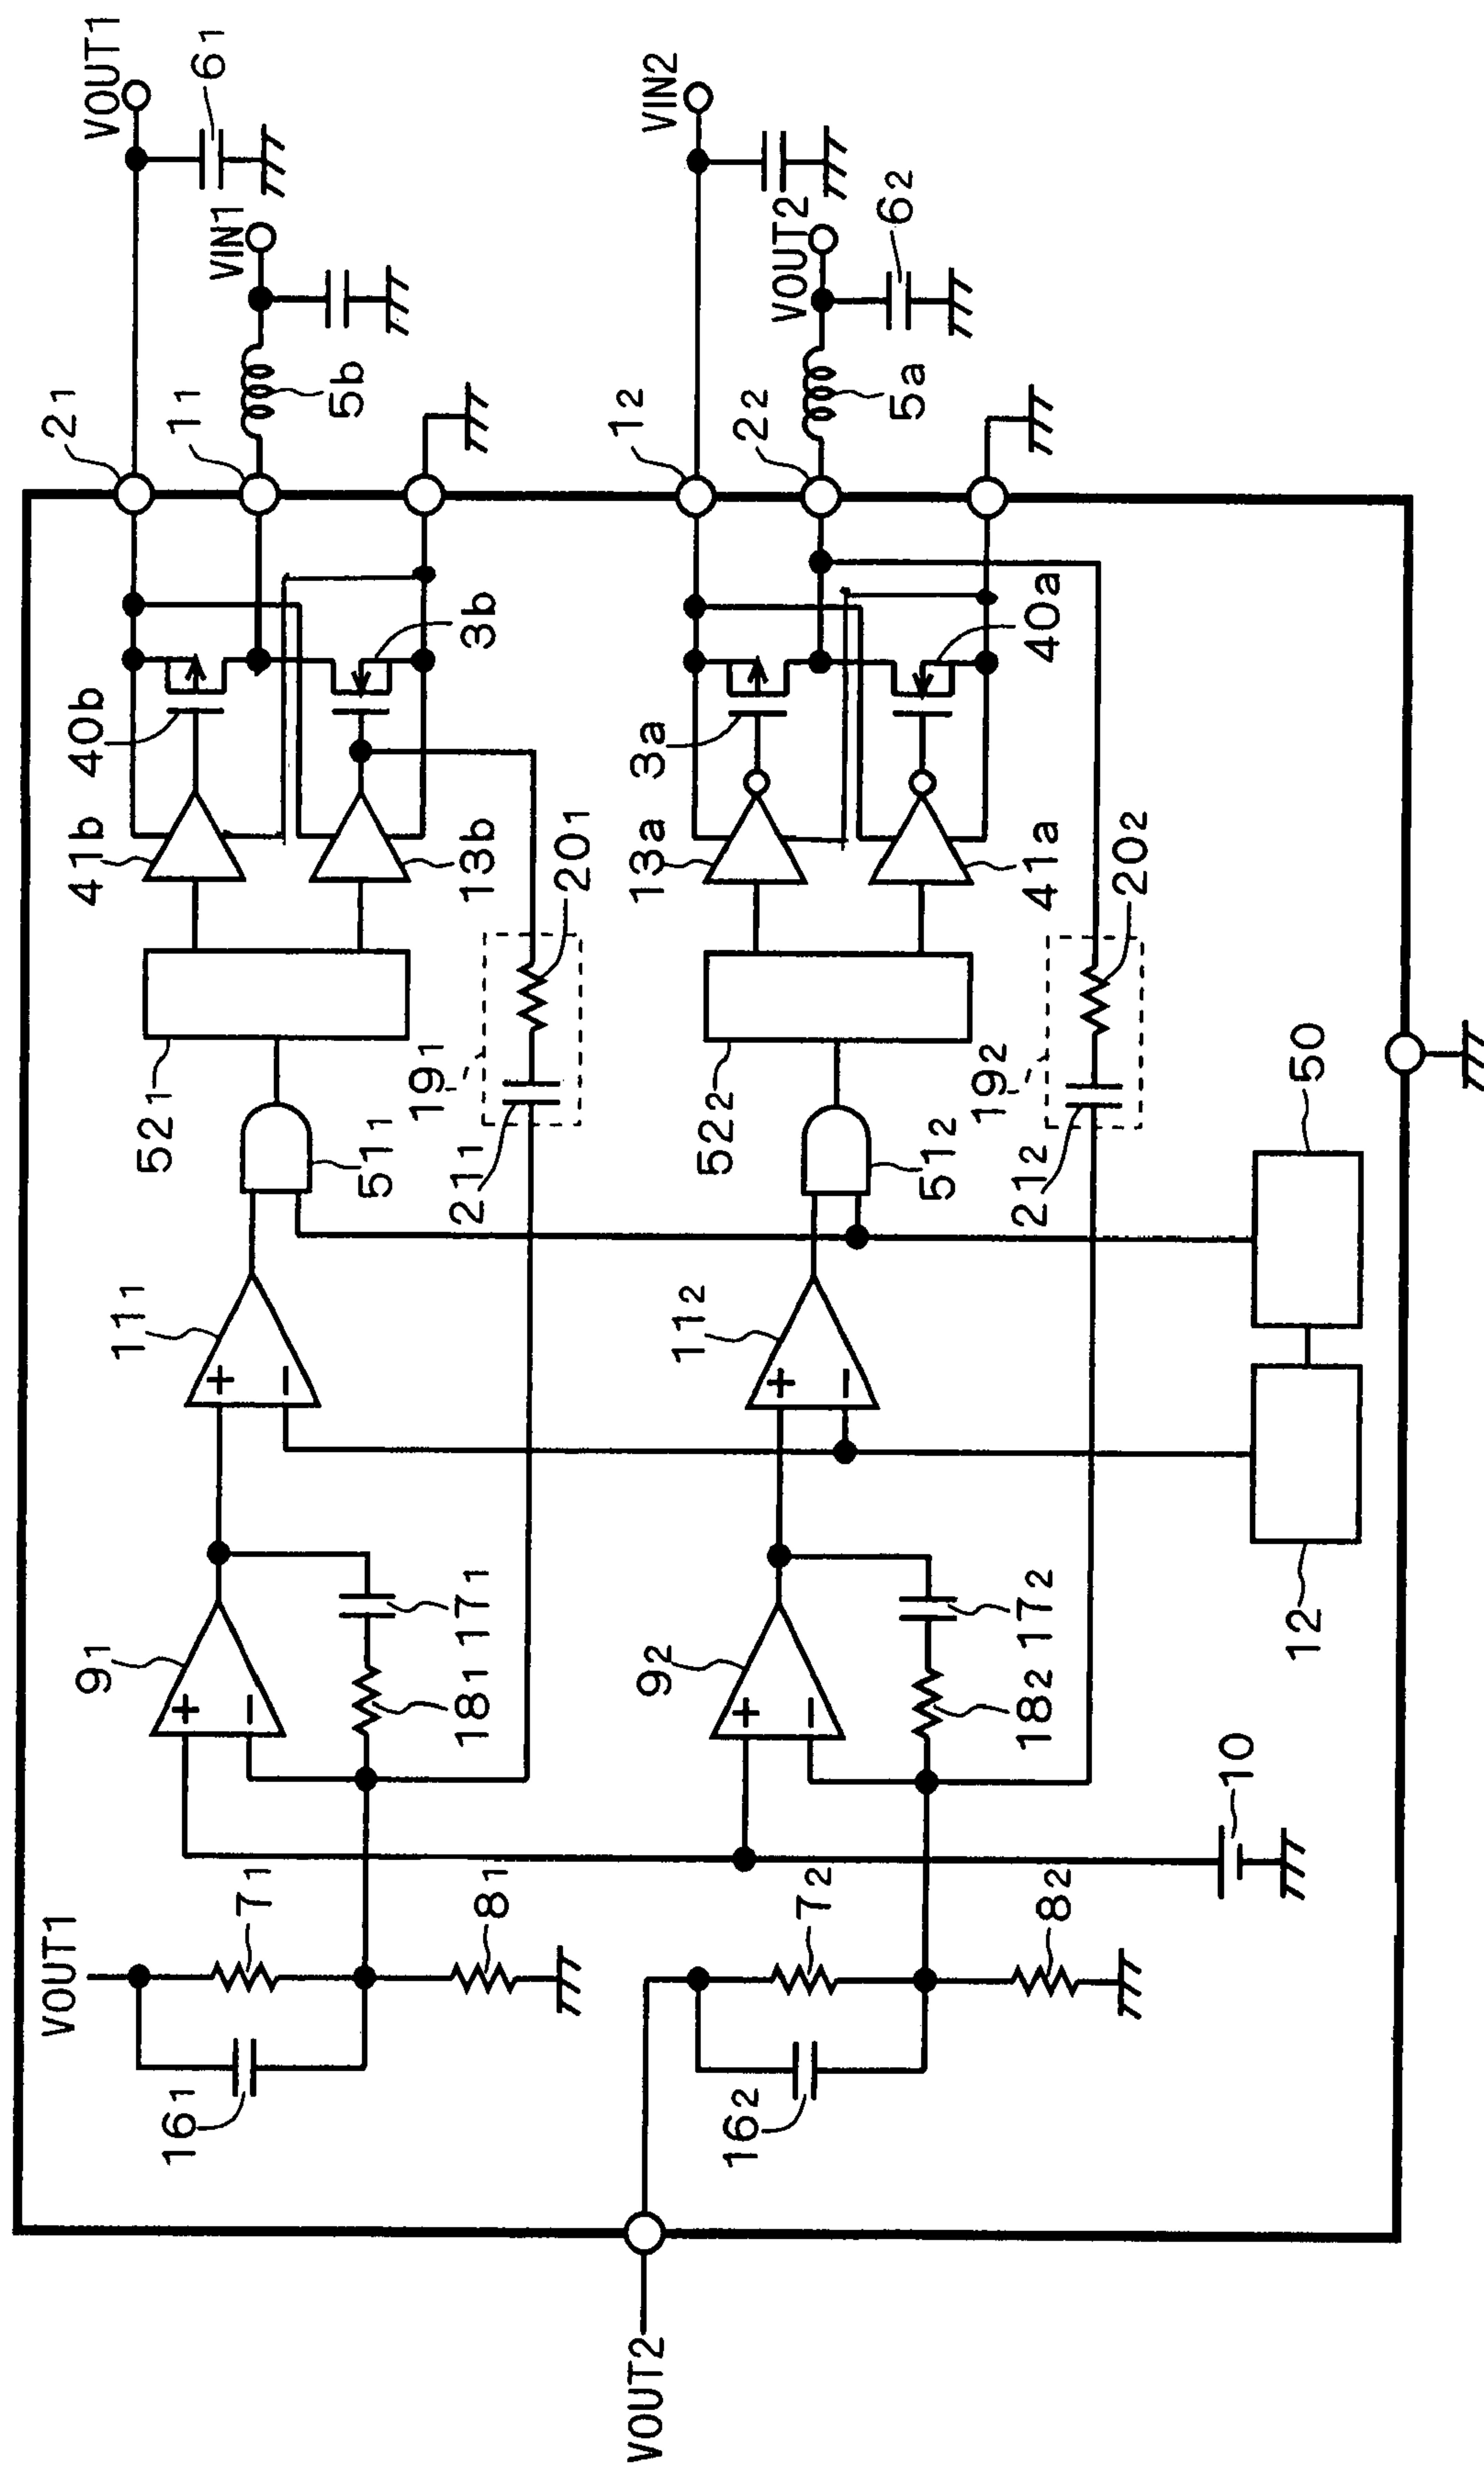 VOUT1
6₁
VIN1
5b
2₁
1₁
40b
3b
41b
13b
20₁
19₁
21₁
52₁
51₁
11₁
9₁
17₁
18₁
VOUT1
7₁
8₁
16₁
VIN2
VOUT2
6₂
5a
1₂
2₂
3a
40a
13a
41a
20₂
19₂
21₂
52₂
51₂
11₂
9₂
17₂
18₂
7₂
8₂
16₂
VOUT2
50
12
10
+
−
+
−
+
−
+
−